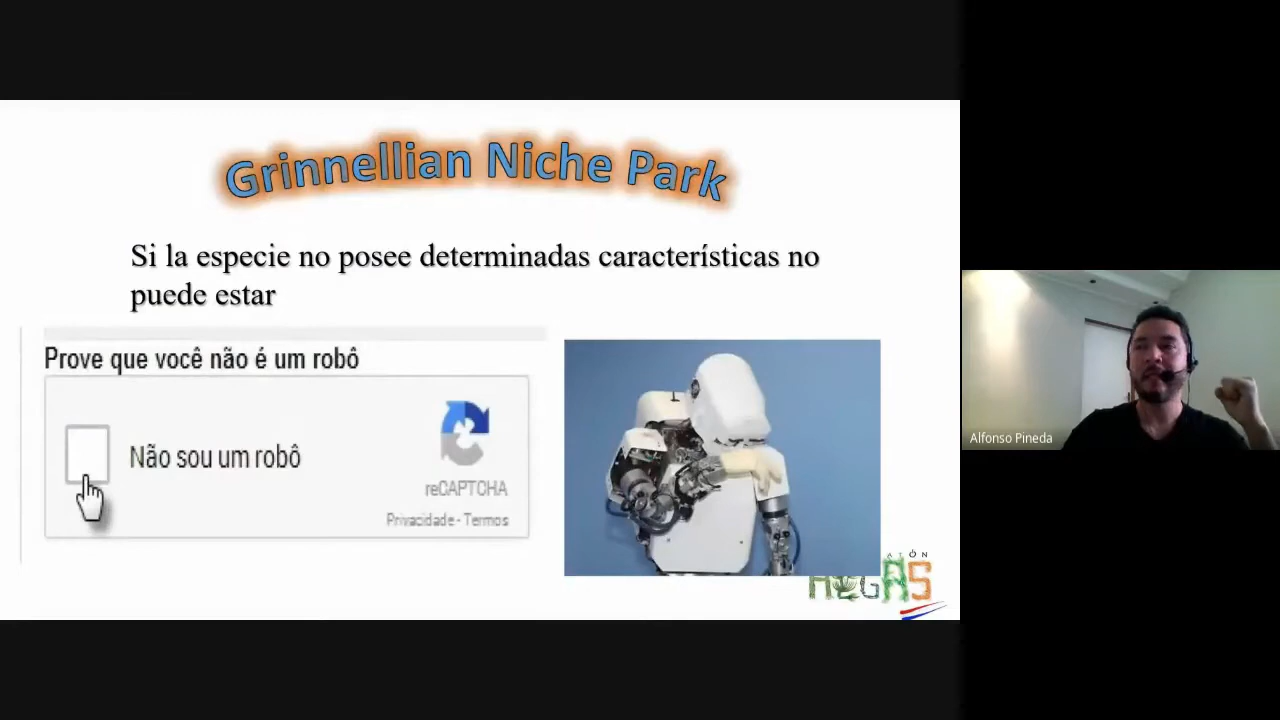 Grinnellian Niche Park
Si la especie no posee determinadas características no
puede estar
Prove que você não é um robô
Não sou um robô
reCAPTCHA
Privacidade - Termos
Alfonso Pineda